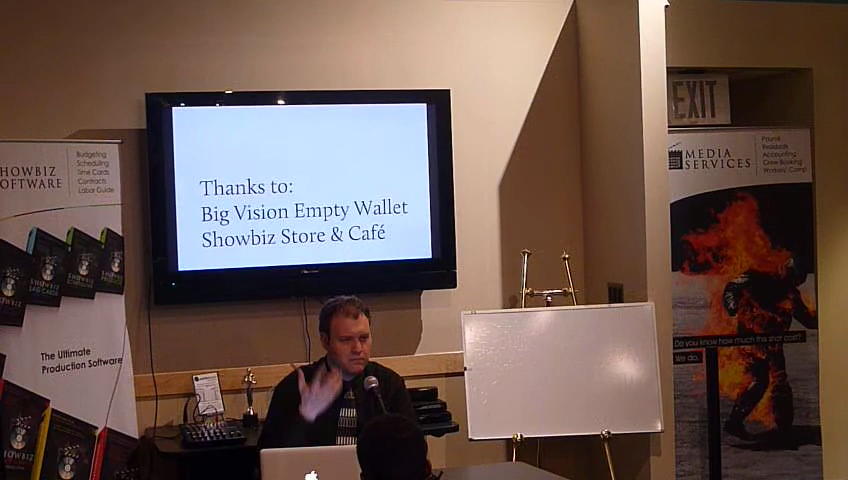 Thanks to:
Big Vision Empty Wallet
Showbiz Store & Café
HOWBIZ
OFTWARE
Budgeting
Scheduling
Time Cards
Contracts
Labor Guide
The Ultimate
Production Software
EXIT
MEDIA
SERVICES
Payroll
Residuals
Accounting
Crew Booking
Workers' Comp
Do you know how much this shot cost?
We do.